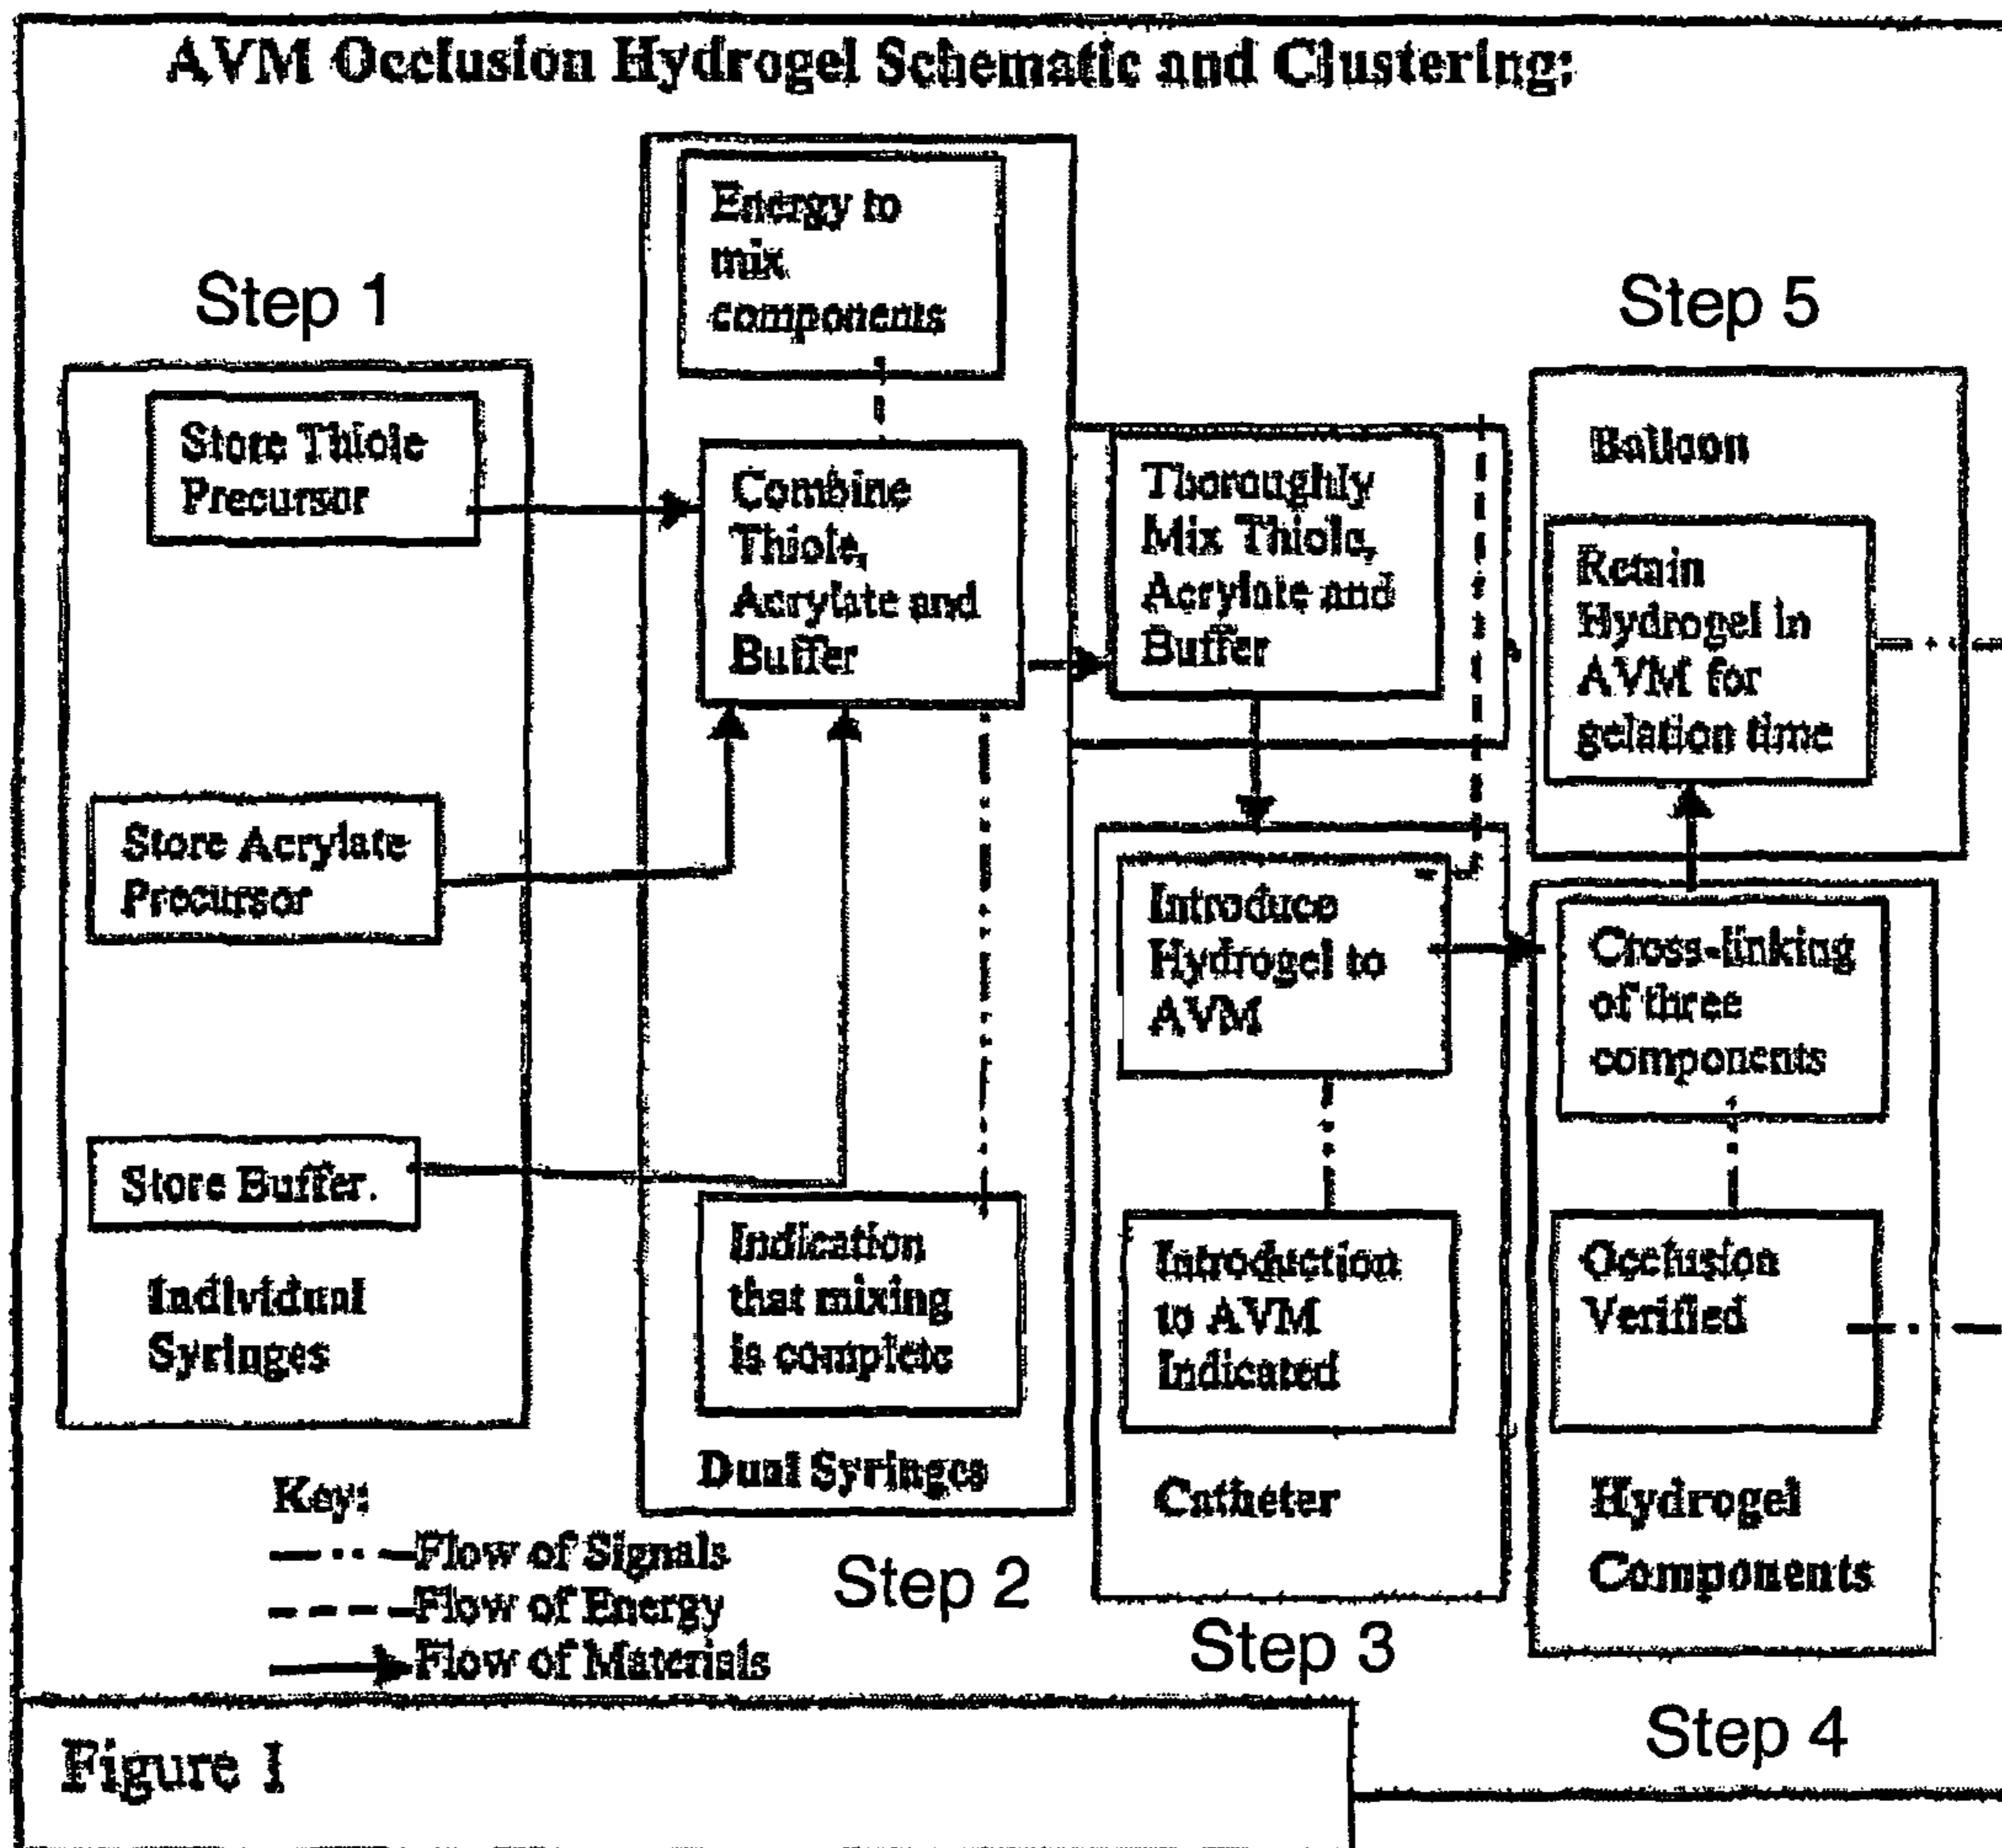 AVM Occlusion Hydrogel Schematic and Clustering:
Step 1
Store Thiole
Precursor
Store Acrylate
Precursor
Store Buffer.
Individual
Syringes
Energy to
mix
components
Combine
Thiole,
Acrylate and
Buffer
Indication
that mixing
is complete
Dual Syringes
Step 2
Thoroughly
Mix Thiole,
Acrylate and
Buffer
Introduce
Hydrogel to
AVM
Introduction
to AVM
Indicated
Catheter
Step 3
Step 5
Balloon
Retain
Hydrogel in
AVM for
gelation time
Cross-linking
of three
components
Occlusion
Verified
Hydrogel
Components
Step 4
Key:
Flow of Signals
Flow of Energy
Flow of Materials
Figure 1